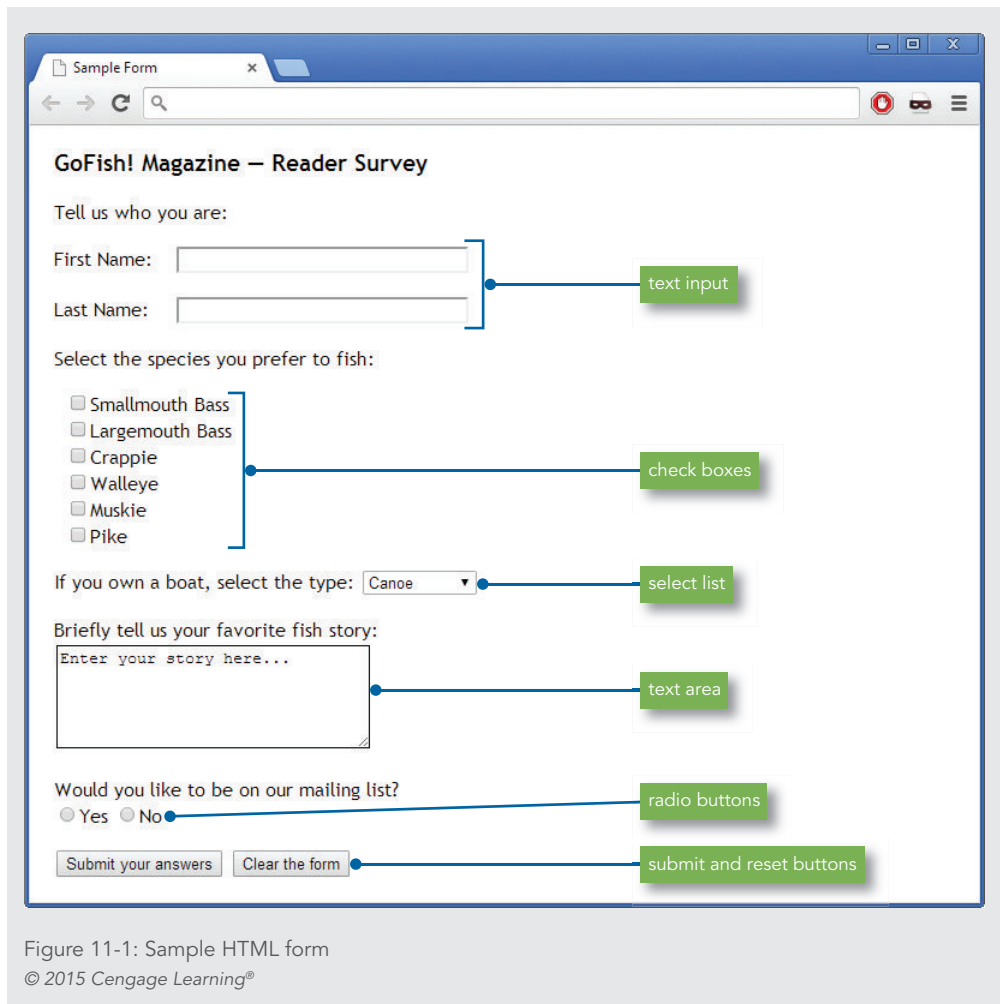 Sample Form
GoFish! Magazine — Reader Survey
Tell us who you are:
First Name:
text input
Last Name:
Select the species you prefer to fish:
Smallmouth Bass
Largemouth Bass
Crappie
check boxes
Walleye
Muskie
Pike
If you own a boat, select the type: Canoe
select list
Briefly tell us your favorite fish story:
Enter your story here...
text area
Would you like to be on our mailing list?
radio buttons
Yes No
Submit your answers Clear the form
submit and reset buttons
Figure 11-1: Sample HTML form
© 2015 Cengage Learning®